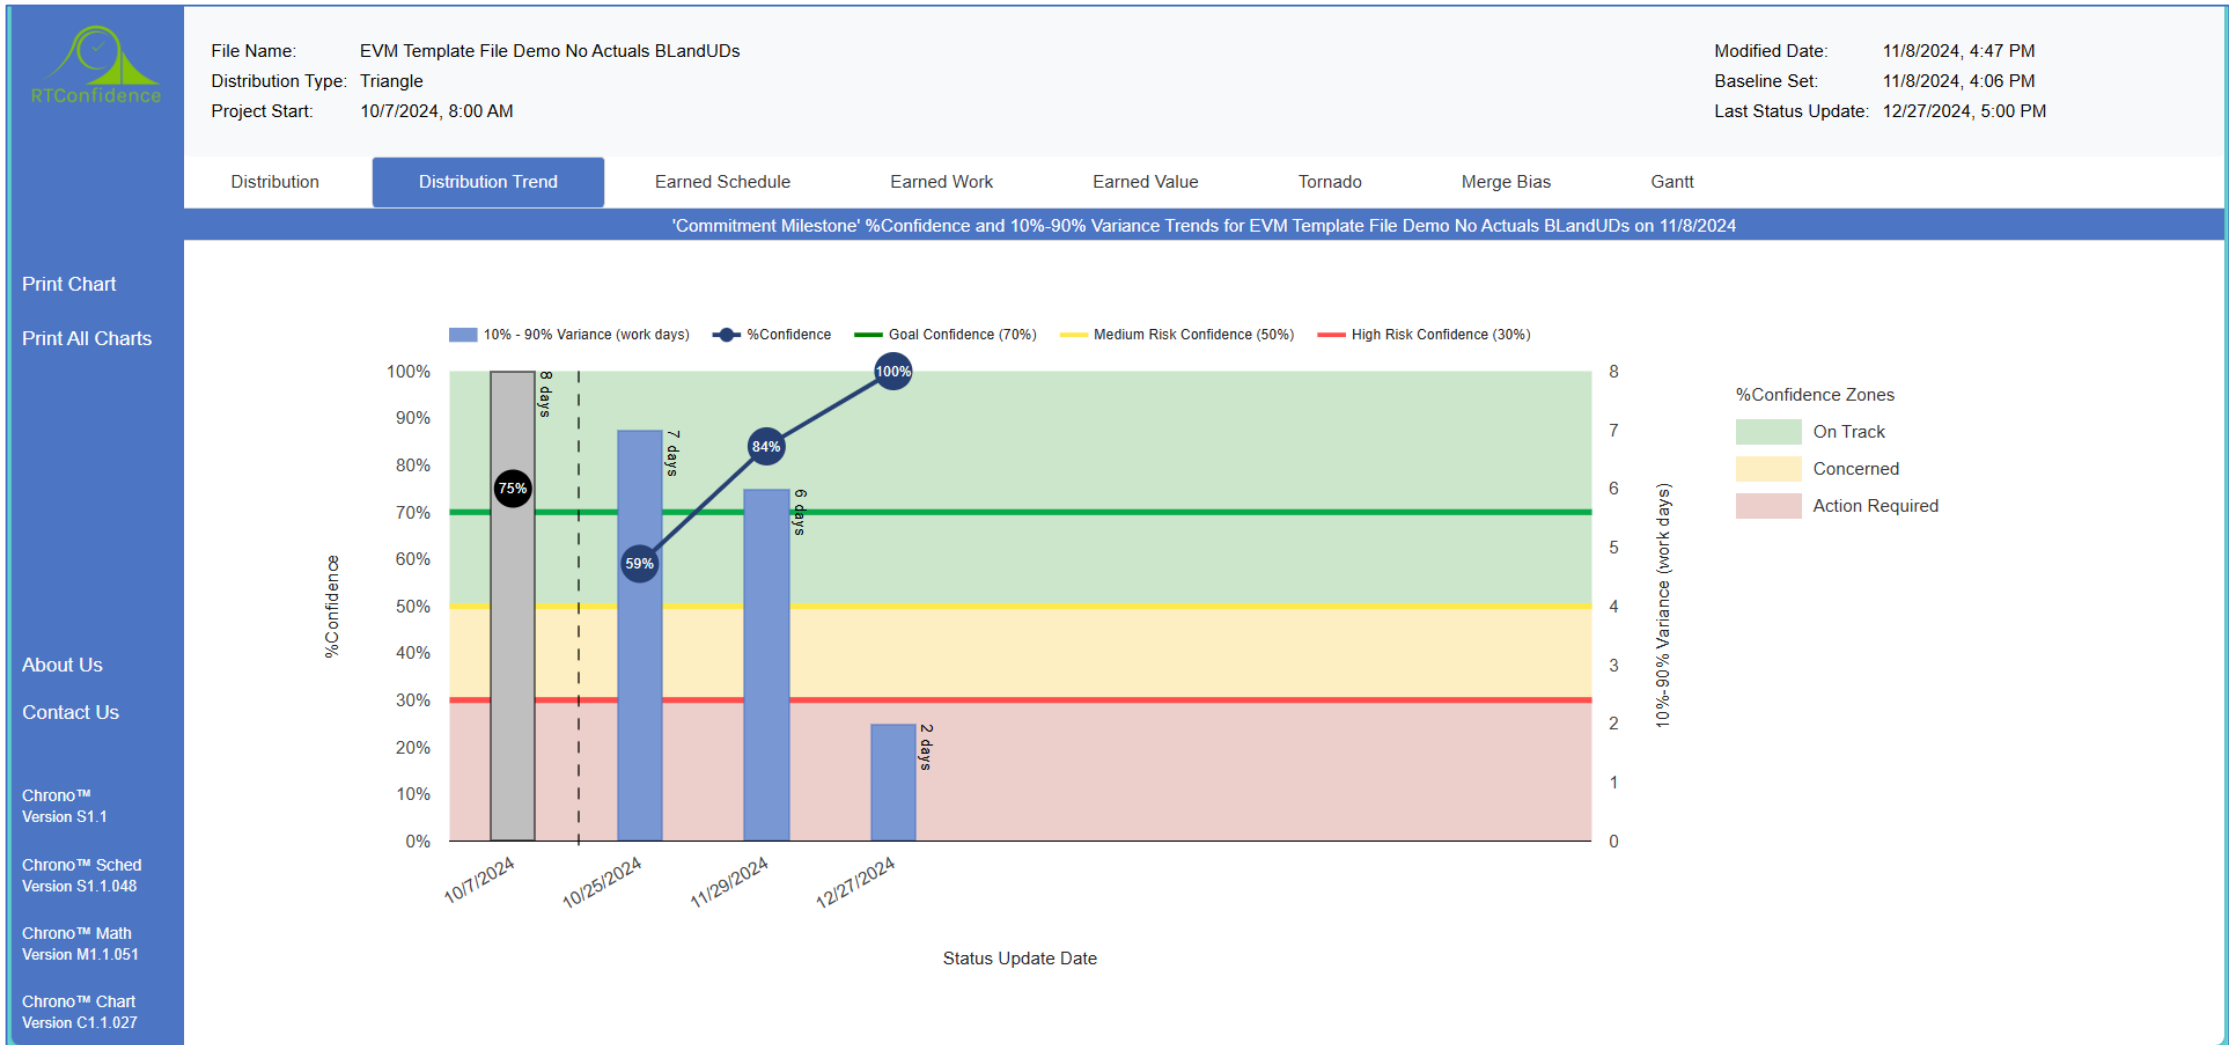 RTConfidence
File Name: EVM Template File Demo No Actuals BLandUDs
Distribution Type: Triangle
Project Start: 10/7/2024, 8:00 AM
Modified Date: 11/8/2024, 4:47 PM
Baseline Set: 11/8/2024, 4:06 PM
Last Status Update: 12/27/2024, 5:00 PM
Distribution Distribution Trend Earned Schedule Earned Work Earned Value Tornado Merge Bias Gantt
'Commitment Milestone' %Confidence and 10%-90% Variance Trends for EVM Template File Demo No Actuals BLandUDs on 11/8/2024
Print Chart
Print All Charts
About Us
Contact Us
Chrono™
Version S1.1
Chrono™ Sched
Version S1.1.048
Chrono™ Math
Version M1.1.051
Chrono™ Chart
Version C1.1.027
10% - 90% Variance (work days) %Confidence Goal Confidence (70%) Medium Risk Confidence (50%) High Risk Confidence (30%)
%Confidence
100%
90%
80%
70%
60%
50%
40%
30%
20%
10%
0%
8 days
75%
7 days
59%
84%
6 days
100%
2 days
8
7
6
5
4
3
2
1
0
10%-90% Variance (work days)
10/7/2024
10/25/2024
11/29/2024
12/27/2024
Status Update Date
%Confidence Zones
On Track
Concerned
Action Required